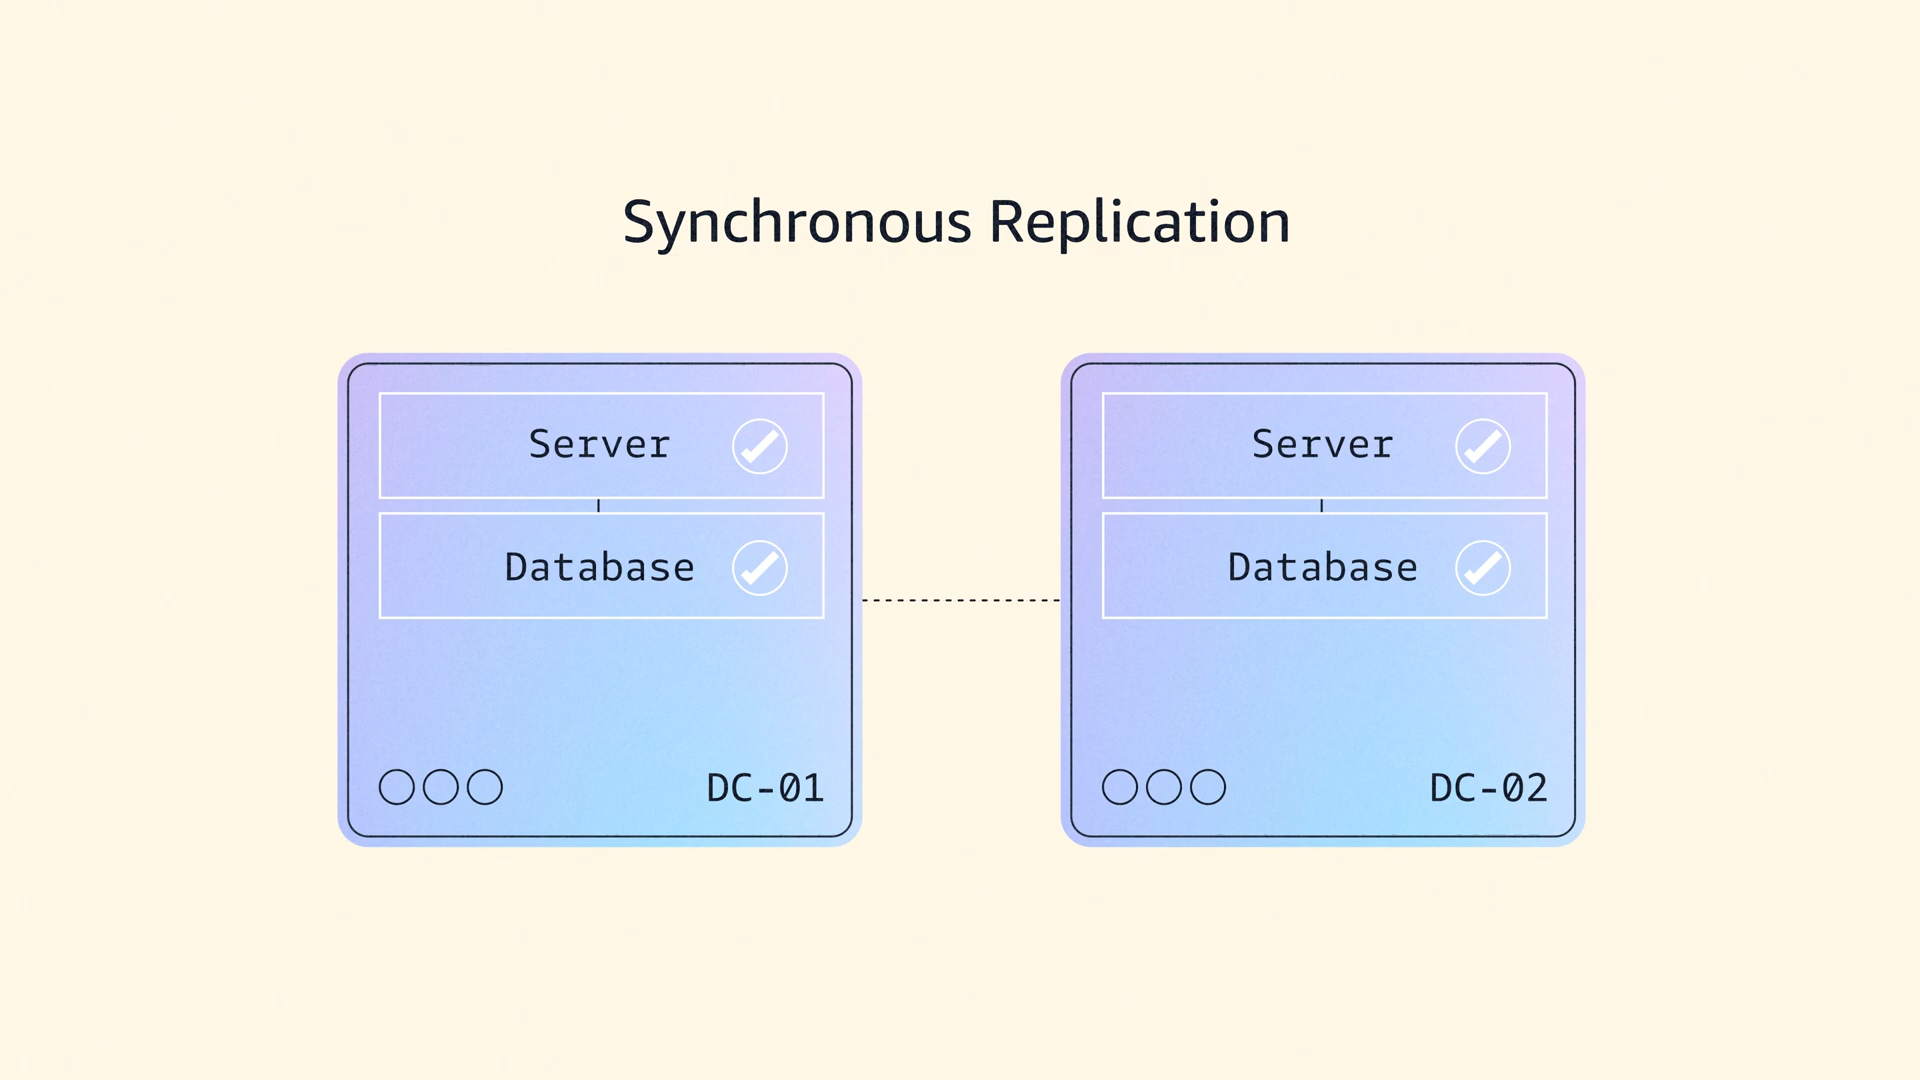 Synchronous Replication
Server
Database
DC-01
Server
Database
DC-02